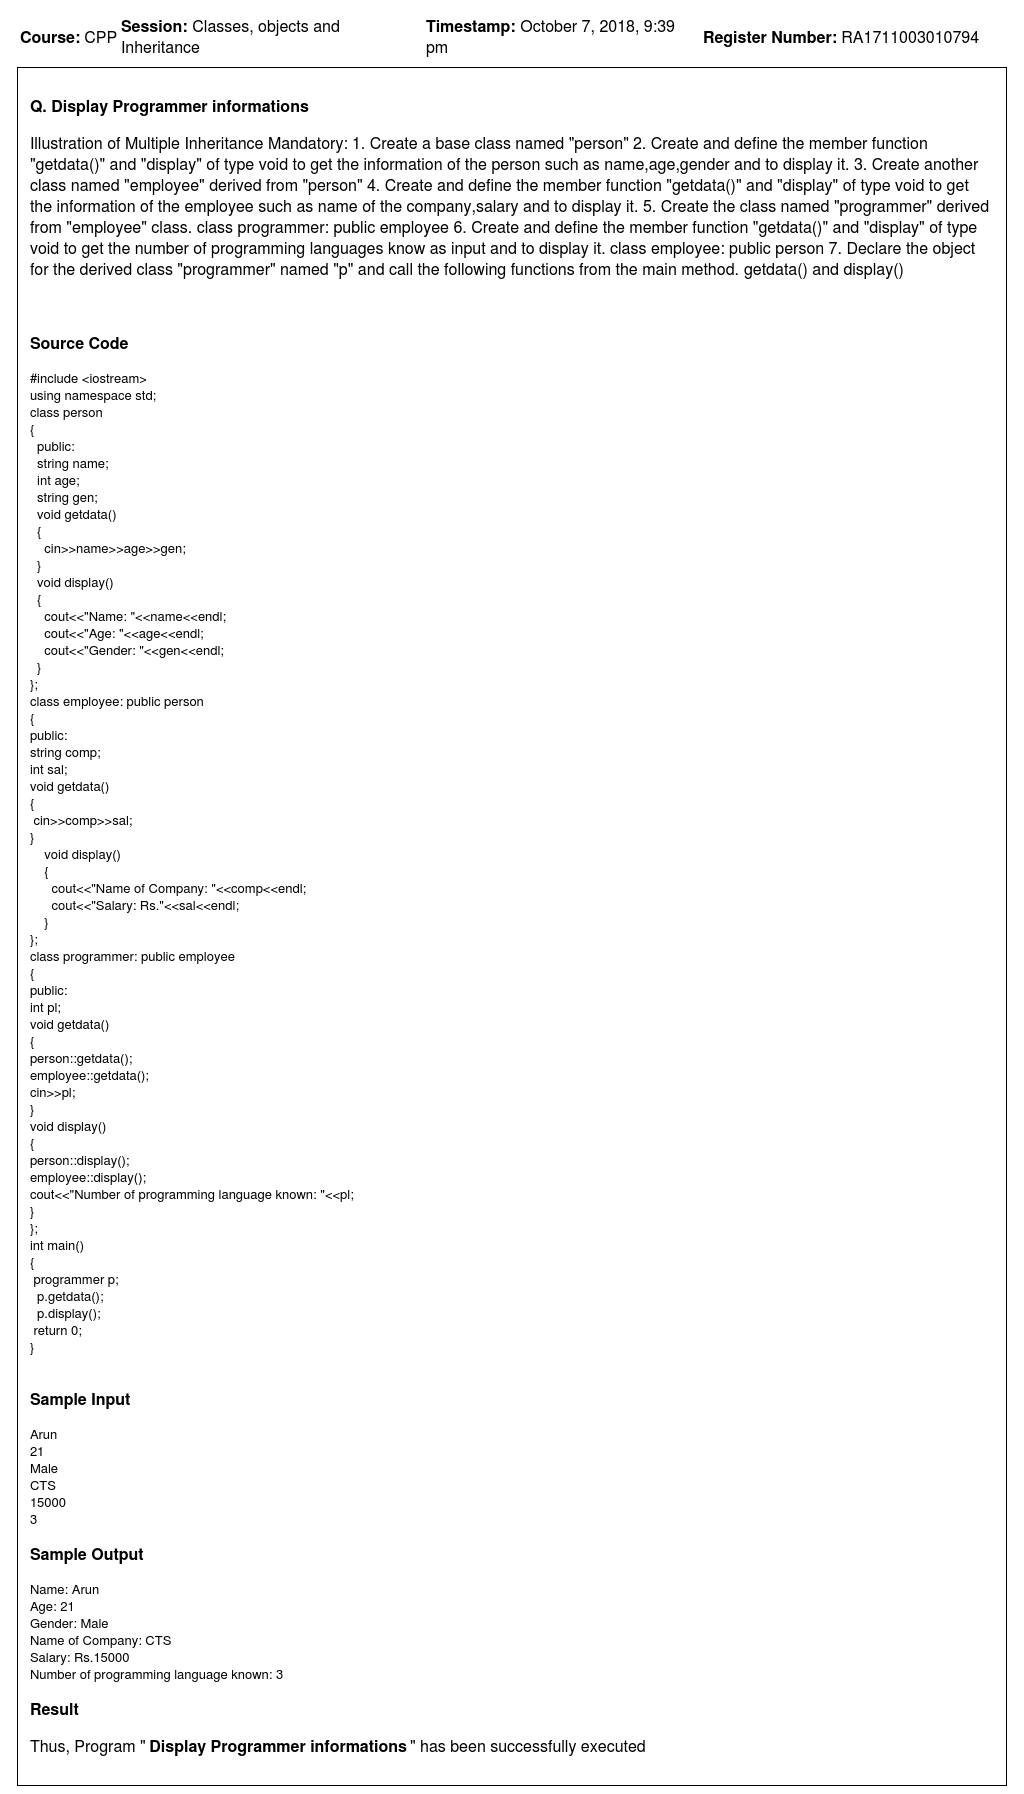 Course: CPP Session: Classes, objects and Inheritance Timestamp: October 7, 2018, 9:39 pm Register Number: RA1711003010794
Q. Display Programmer informations
Illustration of Multiple Inheritance Mandatory: 1. Create a base class named "person" 2. Create and define the member function
"getdata()" and "display" of type void to get the information of the person such as name,age,gender and to display it. 3. Create another
class named "employee" derived from "person" 4. Create and define the member function "getdata()" and "display" of type void to get
the information of the employee such as name of the company,salary and to display it. 5. Create the class named "programmer" derived
from "employee" class. class programmer: public employee 6. Create and define the member function "getdata()" and "display" of type
void to get the number of programming languages know as input and to display it. class employee: public person 7. Declare the object
for the derived class "programmer" named "p" and call the following functions from the main method. getdata() and display()
Source Code
#include <iostream>
using namespace std;
class person
{
public:
string name;
int age;
string gen;
void getdata()
{
cin>>name>>age>>gen;
}
void display()
{
cout<<"Name: "<<name<<endl;
cout<<"Age: "<<age<<endl;
cout<<"Gender: "<<gen<<endl;
}
};
class employee: public person
{
public:
string comp;
int sal;
void getdata()
{
cin>>comp>>sal;
}
void display()
{
cout<<"Name of Company: "<<comp<<endl;
cout<<"Salary: Rs."<<sal<<endl;
}
};
class programmer: public employee
{
public:
int pl;
void getdata()
{
person::getdata();
employee::getdata();
cin>>pl;
}
void display()
{
person::display();
employee::display();
cout<<"Number of programming language known: "<<pl;
}
};
int main()
{
programmer p;
p.getdata();
p.display();
return 0;
}
Sample Input
Arun
21
Male
CTS
15000
3
Sample Output
Name: Arun
Age: 21
Gender: Male
Name of Company: CTS
Salary: Rs.15000
Number of programming language known: 3
Result
Thus, Program " Display Programmer informations " has been successfully executed